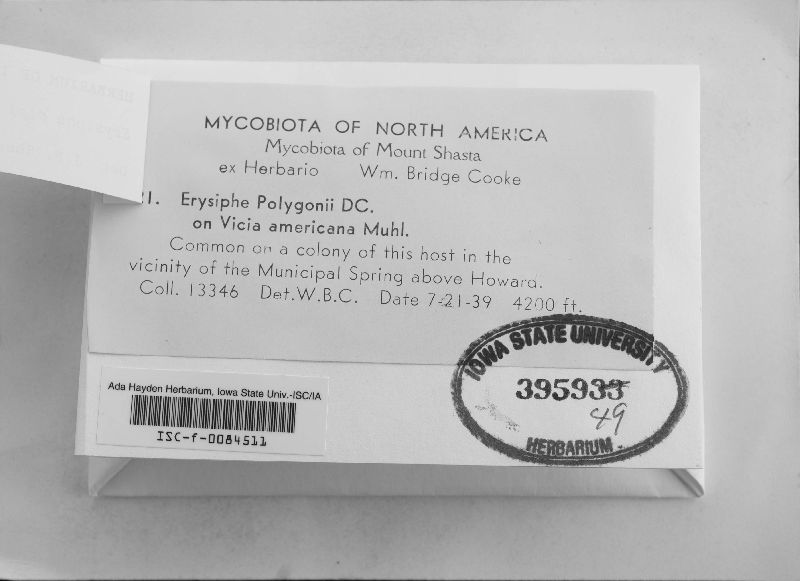 MYCOBIOTA OF NORTH AMERICA
Mycobiota of Mount Shasta
ex Herbario Wm. Bridge Cooke
1. Erysiphe Polygonii DC.
on Vicia americana Muhl.
Common on a colony of this host in the
vicinity of the Municipal Spring above Howard.
Coll. 13346 Det.W.B.C. Date 7-21-39 4200 ft.
IOWA STATE UNIVERSITY
395933
49
HERBARIUM
Ada Hayden Herbarium, Iowa State Univ.-ISC/IA
ISC-f-0084511